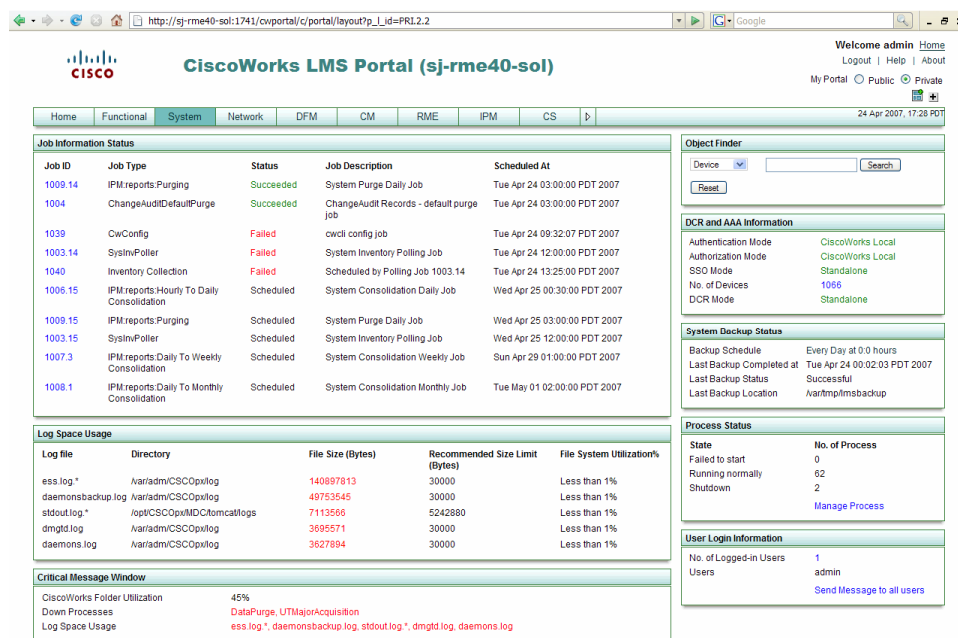 http://sj-rme40-sol:1741/cwportal/c/portal/layout?p_l_id=PRI.2.2
G Google
cisco
CiscoWorks LMS Portal (sj-rme40-sol)
Welcome admin Home
Logout | Help | About
My Portal Public Private
Home Functional System Network DFM CM RME IPM CS
24 Apr 2007, 17:28 PDT
Job Information Status
Job ID Job Type Status Job Description Scheduled At
1009.14 IPM:reports:Purging Succeeded System Purge Daily Job Tue Apr 24 03:00:00 PDT 2007
1004 ChangeAuditDefaultPurge Succeeded ChangeAudit Records - default purge Tue Apr 24 03:00:00 PDT 2007
job
1039 CwConfig Failed cwcli config job Tue Apr 24 09:32:07 PDT 2007
1003.14 SysInvPoller Failed System Inventory Polling Job Tue Apr 24 12:00:00 PDT 2007
1040 Inventory Collection Failed Scheduled by Polling Job 1003.14 Tue Apr 24 13:25:00 PDT 2007
1006.15 IPM:reports:Hourly To Daily Scheduled System Consolidation Daily Job Wed Apr 25 00:30:00 PDT 2007
Consolidation
1009.15 IPM:reports:Purging Scheduled System Purge Daily Job Wed Apr 25 03:00:00 PDT 2007
1003.15 SysInvPoller Scheduled System Inventory Polling Job Wed Apr 25 12:00:00 PDT 2007
1007.3 IPM:reports:Daily To Weekly Scheduled System Consolidation Weekly Job Sun Apr 29 01:00:00 PDT 2007
Consolidation
1008.1 IPM:reports:Daily To Monthly Scheduled System Consolidation Monthly Job Tue May 01 02:00:00 PDT 2007
Consolidation
Log Space Usage
Log file Directory File Size (Bytes) Recommended Size Limit File System Utilization%
(Bytes)
ess.log.* /var/adm/CSCOpx/log 140897813 30000 Less than 1%
daemonsbackup.log /var/adm/CSCOpx/log 49753545 30000 Less than 1%
stdout.log.* /opt/CSCOpx/MDC/tomcat/logs 7113566 5242880 Less than 1%
dmgtd.log /var/adm/CSCOpx/log 3695571 30000 Less than 1%
daemons.log /var/adm/CSCOpx/log 3627894 30000 Less than 1%
Critical Message Window
CiscoWorks Folder Utilization 45%
Down Processes DataPurge, UTMajorAcquisition
Log Space Usage ess.log.*, daemonsbackup.log, stdout.log.*, dmgtd.log, daemons.log
Object Finder
Device Search
Reset
DCR and AAA Information
Authentication Mode CiscoWorks Local
Authorization Mode CiscoWorks Local
SSO Mode Standalone
No. of Devices 1066
DCR Mode Standalone
System Backup Status
Backup Schedule Every Day at 0:0 hours
Last Backup Completed at Tue Apr 24 00:02:03 PDT 2007
Last Backup Status Successful
Last Backup Location /var/tmp/lmsbackup
Process Status
State No. of Process
Failed to start 0
Running normally 62
Shutdown 2
Manage Process
User Login Information
No. of Logged-in Users 1
Users admin
Send Message to all users